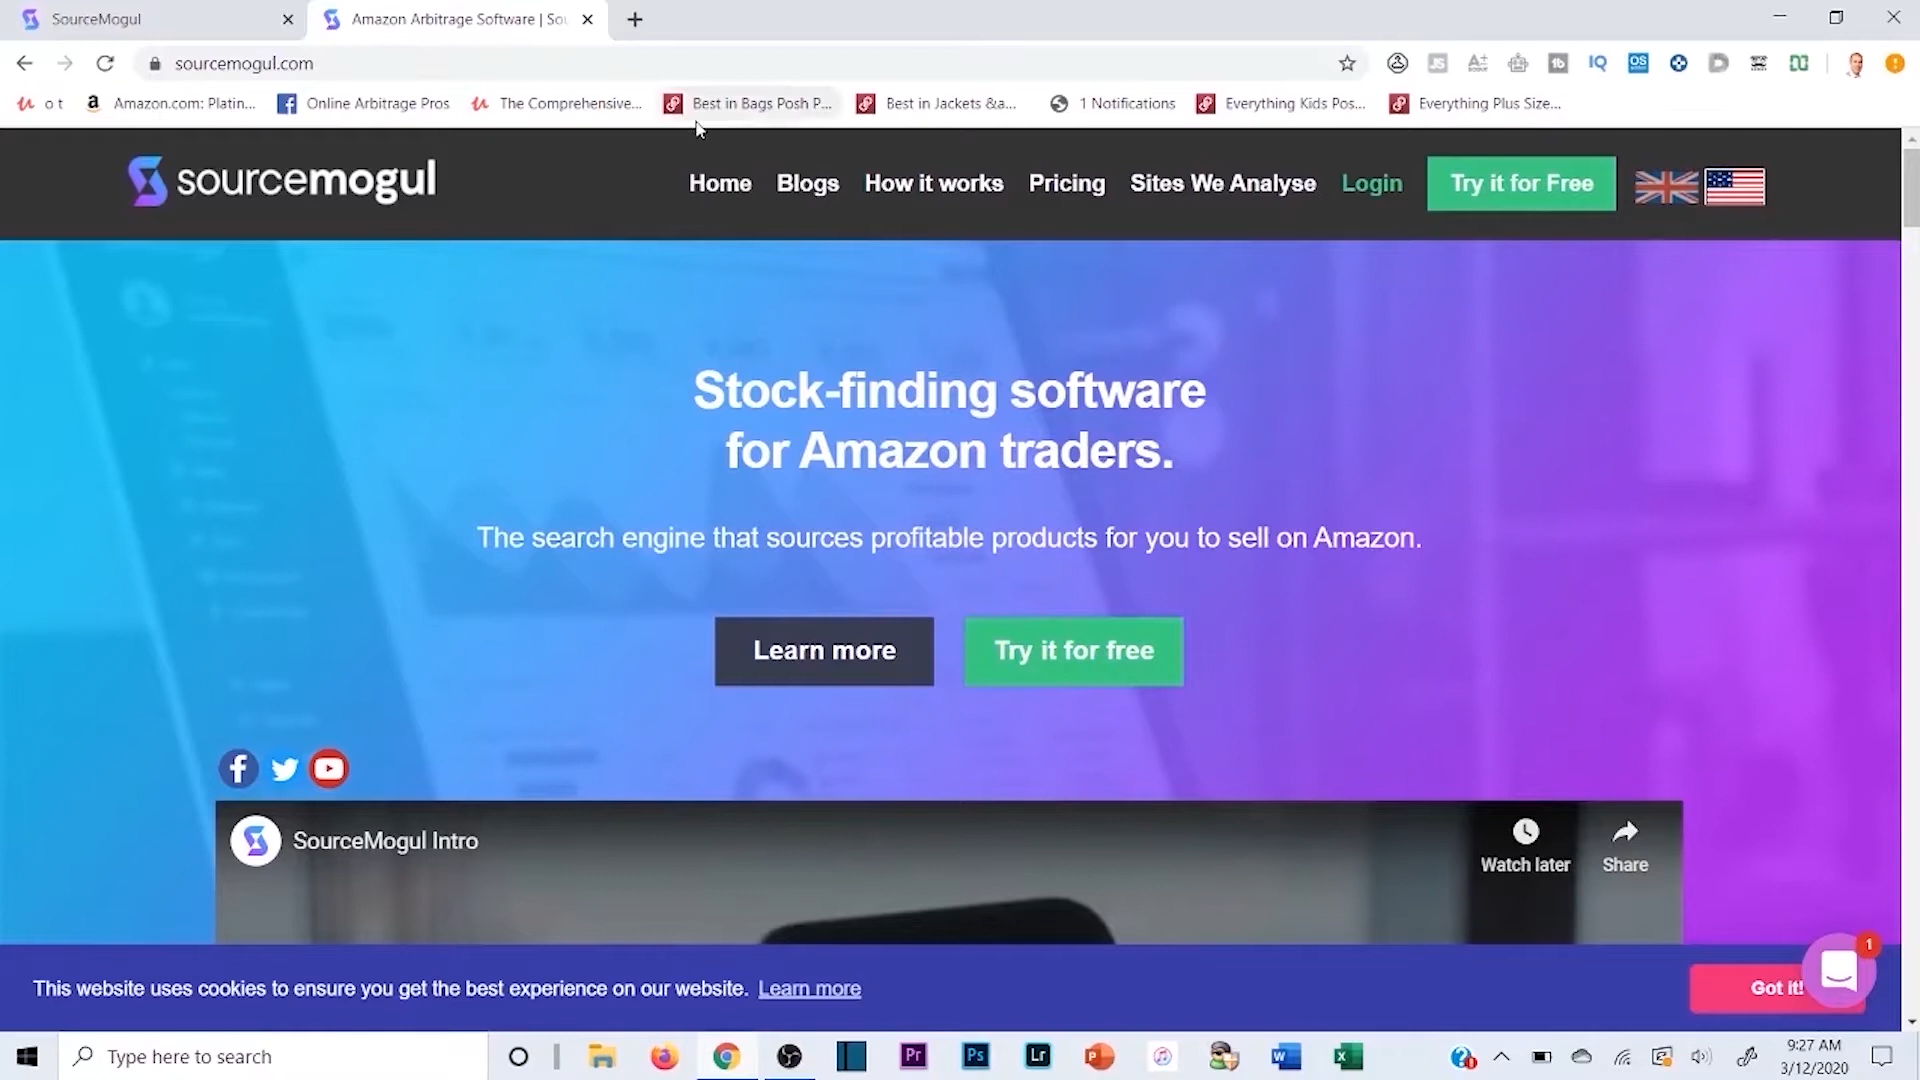 SourceMogul
Amazon Arbitrage Software | Sou
sourcemogul.com
o t
Amazon.com: Platin...
Online Arbitrage Pros
The Comprehensive...
Best in Bags Posh P...
Best in Jackets &a...
1 Notifications
Everything Kids Pos...
Everything Plus Size...
sourcemogul
Home
Blogs
How it works
Pricing
Sites We Analyse
Login
Try it for Free
Stock-finding software
for Amazon traders.
The search engine that sources profitable products for you to sell on Amazon.
Learn more
Try it for free
SourceMogul Intro
Watch later
Share
This website uses cookies to ensure you get the best experience on our website. Learn more
Got it!
1
Type here to search
Pr
Ps
Lr
9:27 AM
3/12/2020